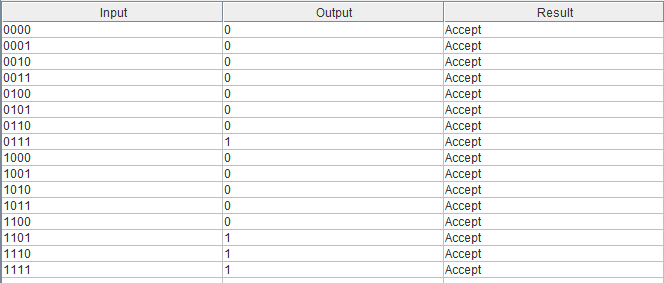 Input Output Result
0000 0 Accept
0001 0 Accept
0010 0 Accept
0011 0 Accept
0100 0 Accept
0101 0 Accept
0110 0 Accept
0111 1 Accept
1000 0 Accept
1001 0 Accept
1010 0 Accept
1011 0 Accept
1100 0 Accept
1101 1 Accept
1110 1 Accept
1111 1 Accept